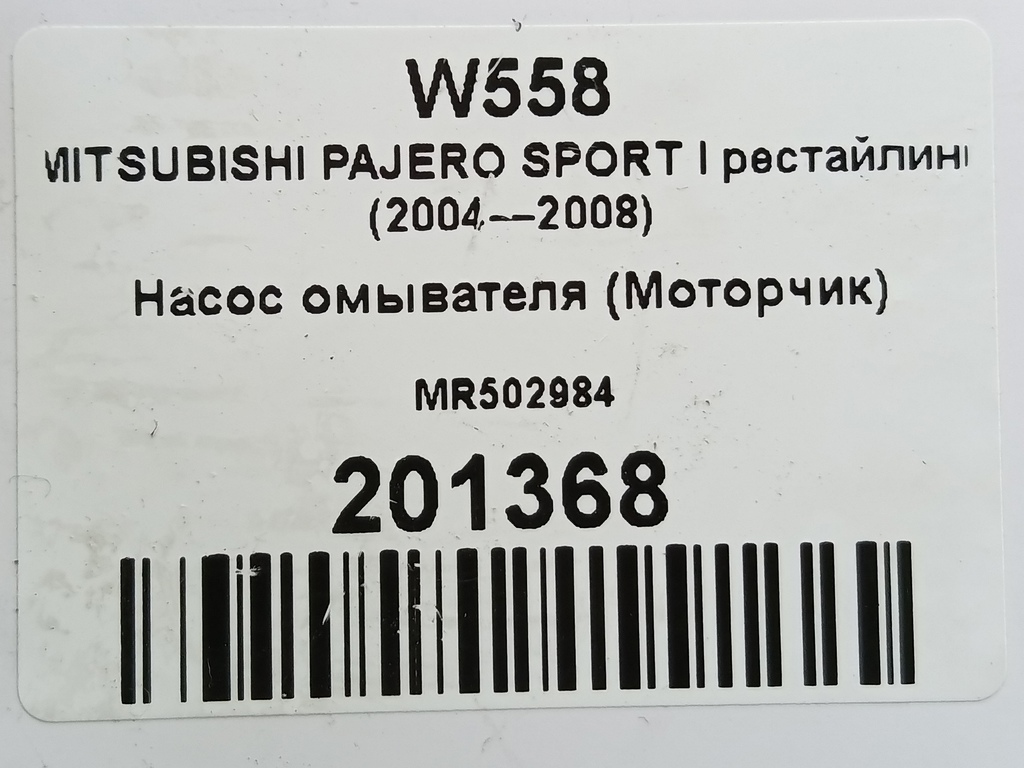 W558
MITSUBISHI PAJERO SPORT I рестайлинг
(2004—2008)
Насос омывателя (Моторчик)
MR502984
201368